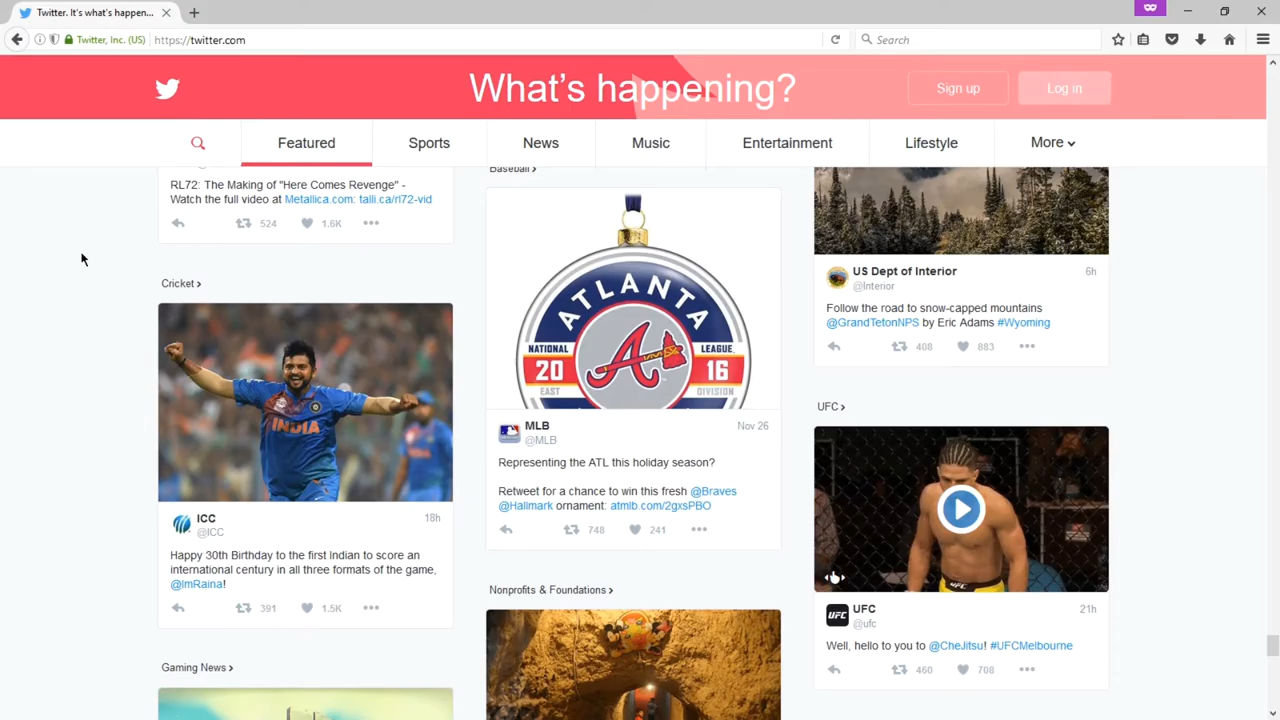 Twitter. It's what's happen...
Twitter, Inc. (US)
https://twitter.com
Search
What's happening?
Sign up
Log in
Featured
Sports
News
Music
Entertainment
Lifestyle
More
RL72: The Making of "Here Comes Revenge" -
Watch the full video at Metallica.com: talli.ca/rl72-vid
524
1.6K
Cricket
INDIA
ICC
18h
@ICC
Happy 30th Birthday to the first Indian to score an
international century in all three formats of the game,
@ImRaina!
391
1.5K
Gaming News
Baseball
ATLANTA
NATIONAL
LEAGUE
20
A
16
EAST
DIVISION
MLB
Nov 26
@MLB
Representing the ATL this holiday season?
Retweet for a chance to win this fresh @Braves
@Hallmark ornament: atmlb.com/2gxsPBO
748
241
Nonprofits & Foundations
US Dept of Interior
6h
@Interior
Follow the road to snow-capped mountains
@GrandTetonNPS by Eric Adams #Wyoming
408
883
UFC
UFC
UFC
UFC
21h
@ufc
Well, hello to you to @CheJitsu! #UFCMelbourne
460
708